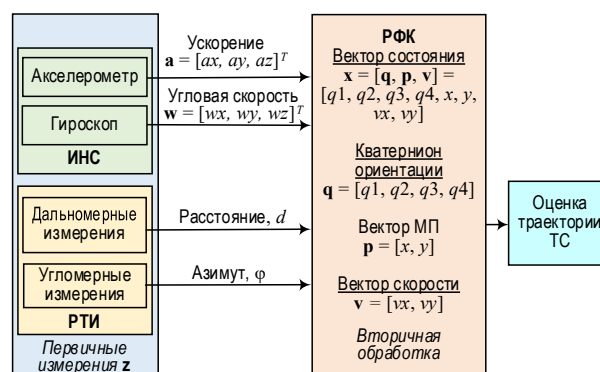 Акселерометр
Гироскоп
ИНС
Дальномерные
измерения
Угломерные
измерения
РТИ
Первичные
измерения z
Ускорение
a = [ax, ay, az]ᵀ
Угловая скорость
w = [wx, wy, wz]ᵀ
Расстояние, d
Азимут, φ
РФК
Вектор состояния
x = [q, p, v] =
[q1, q2, q3, q4, x, y,
vx, vy]
Кватернион
ориентации
q = [q1, q2, q3, q4]
Вектор МП
p = [x, y]
Вектор скорости
v = [vx, vy]
Вторичная
обработка
Оценка
траектории
ТС